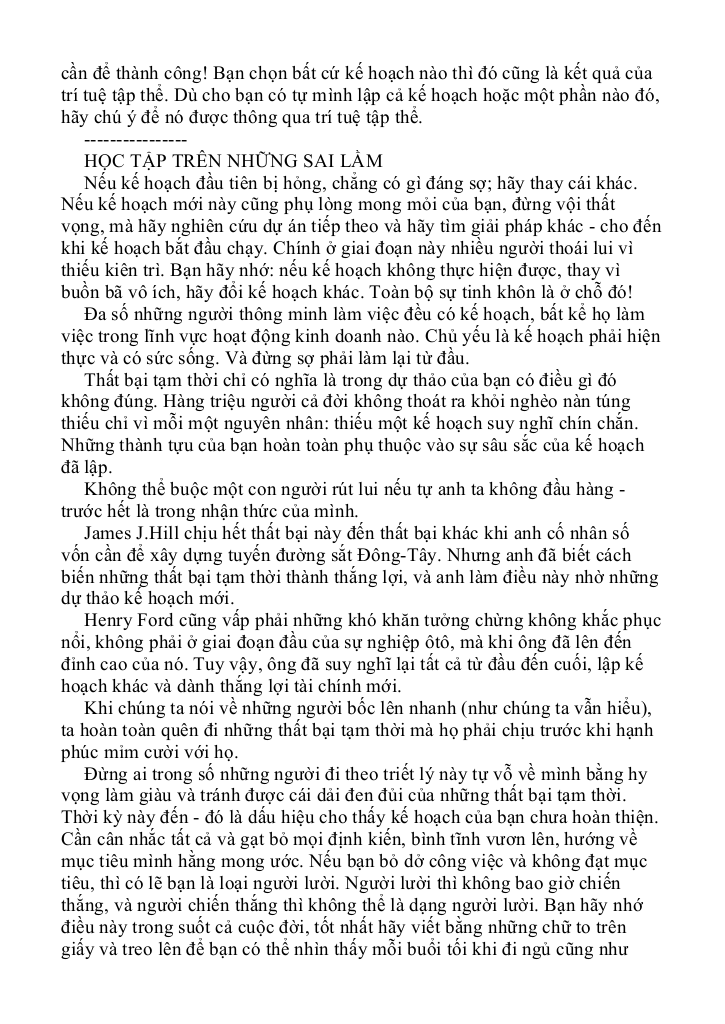 cần để thành công! Bạn chọn bất cứ kế hoạch nào thì đó cũng là kết quả của
trí tuệ tập thể. Dù cho bạn có tự mình lập cả kế hoạch hoặc một phần nào đó,
hãy chú ý để nó được thông qua trí tuệ tập thể.
----------------
HỌC TẬP TRÊN NHỮNG SAI LẦM
Nếu kế hoạch đầu tiên bị hỏng, chẳng có gì đáng sợ; hãy thay cái khác.
Nếu kế hoạch mới này cũng phụ lòng mong mỏi của bạn, đừng vội thất
vọng, mà hãy nghiên cứu dự án tiếp theo và hãy tìm giải pháp khác - cho đến
khi kế hoạch bắt đầu chạy. Chính ở giai đoạn này nhiều người thoái lui vì
thiếu kiên trì. Bạn hãy nhớ: nếu kế hoạch không thực hiện được, thay vì
buồn bã vô ích, hãy đổi kế hoạch khác. Toàn bộ sự tinh khôn là ở chỗ đó!
Đa số những người thông minh làm việc đều có kế hoạch, bất kể họ làm
việc trong lĩnh vực hoạt động kinh doanh nào. Chủ yếu là kế hoạch phải hiện
thực và có sức sống. Và đừng sợ phải làm lại từ đầu.
Thất bại tạm thời chỉ có nghĩa là trong dự thảo của bạn có điều gì đó
không đúng. Hàng triệu người cả đời không thoát ra khỏi nghèo nàn túng
thiếu chỉ vì mỗi một nguyên nhân: thiếu một kế hoạch suy nghĩ chín chắn.
Những thành tựu của bạn hoàn toàn phụ thuộc vào sự sâu sắc của kế hoạch
đã lập.
Không thể buộc một con người rút lui nếu tự anh ta không đầu hàng -
trước hết là trong nhận thức của mình.
James J.Hill chịu hết thất bại này đến thất bại khác khi anh cố nhân số
vốn cần để xây dựng tuyến đường sắt Đông-Tây. Nhưng anh đã biết cách
biến những thất bại tạm thời thành thắng lợi, và anh làm điều này nhờ những
dự thảo kế hoạch mới.
Henry Ford cũng vấp phải những khó khăn tưởng chừng không khắc phục
nổi, không phải ở giai đoạn đầu của sự nghiệp ôtô, mà khi ông đã lên đến
đỉnh cao của nó. Tuy vậy, ông đã suy nghĩ lại tất cả từ đầu đến cuối, lập kế
hoạch khác và dành thắng lợi tài chính mới.
Khi chúng ta nói về những người bốc lên nhanh (như chúng ta vẫn hiểu),
ta hoàn toàn quên đi những thất bại tạm thời mà họ phải chịu trước khi hạnh
phúc mỉm cười với họ.
Đừng ai trong số những người đi theo triết lý này tự vỗ về mình bằng hy
vọng làm giàu và tránh được cái dải đen đủi của những thất bại tạm thời.
Thời kỳ này đến - đó là dấu hiệu cho thấy kế hoạch của bạn chưa hoàn thiện.
Cần cân nhắc tất cả và gạt bỏ mọi định kiến, bình tĩnh vươn lên, hướng về
mục tiêu mình hằng mong ước. Nếu bạn bỏ dở công việc và không đạt mục
tiêu, thì có lẽ bạn là loại người lười. Người lười thì không bao giờ chiến
thắng, và người chiến thắng thì không thể là dạng người lười. Bạn hãy nhớ
điều này trong suốt cả cuộc đời, tốt nhất hãy viết bằng những chữ to trên
giấy và treo lên để bạn có thể nhìn thấy mỗi buổi tối khi đi ngủ cũng như